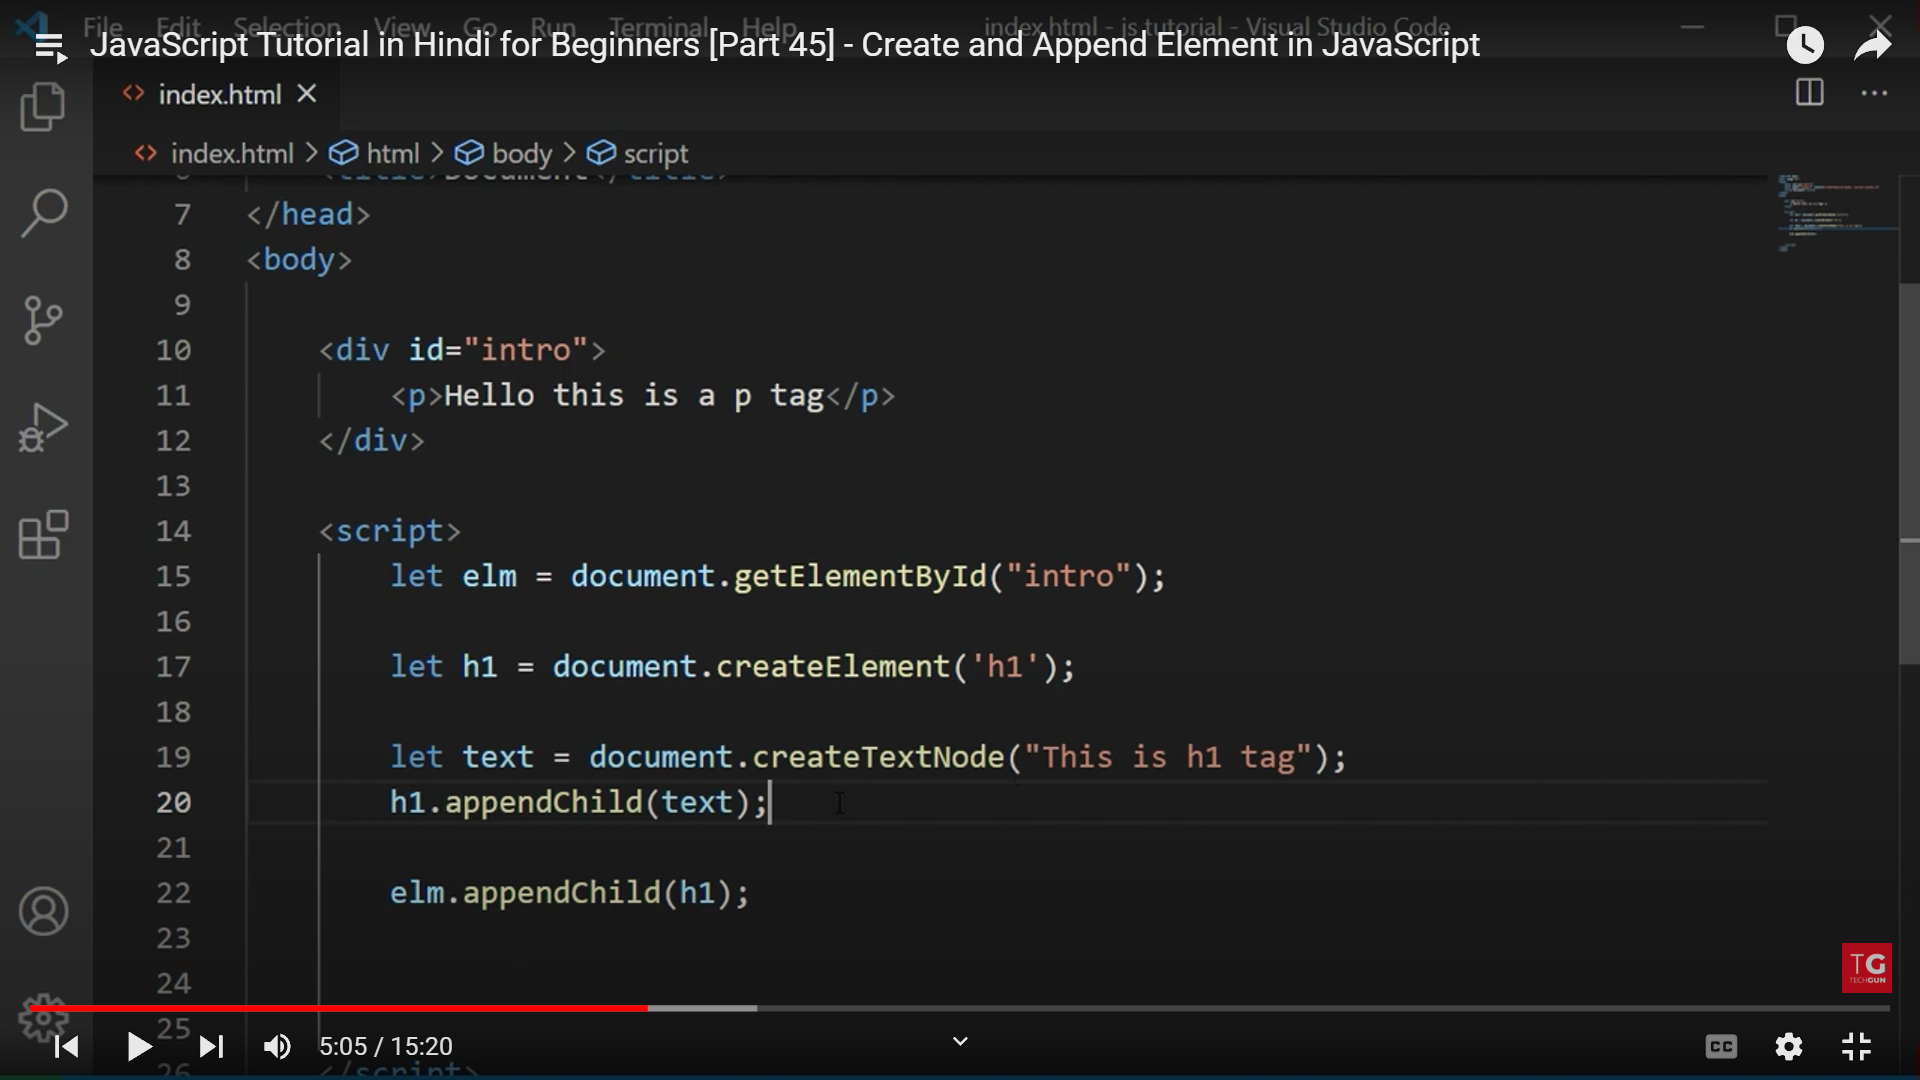 File Edit Selection View Go Run Terminal Help index.html - js tutorial - Visual Studio Code
JavaScript Tutorial in Hindi for Beginners [Part 45] - Create and Append Element in JavaScript
index.html
index.html > html > body > script
<title>Document</title>
7 </head>
8 <body>
9
10 <div id="intro">
11 <p>Hello this is a p tag</p>
12 </div>
13
14 <script>
15 let elm = document.getElementById("intro");
16
17 let h1 = document.createElement('h1');
18
19 let text = document.createTextNode("This is h1 tag");
20 h1.appendChild(text);
21
22 elm.appendChild(h1);
23
24
25
26 </script>
TG
TECHGUN
5:05 / 15:20
CC